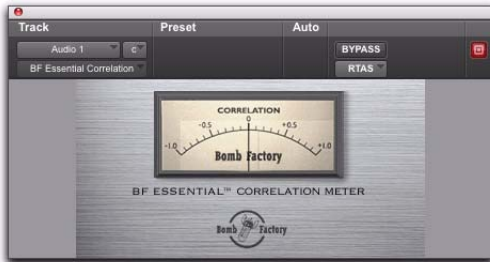 Track Preset Auto
Audio 1 c BYPASS
BF Essential Correlation RTAS
CORRELATION
-1.0 -0.5 0 +0.5 +1.0
Bomb Factory
BF ESSENTIAL™ CORRELATION METER
Bomb Factory